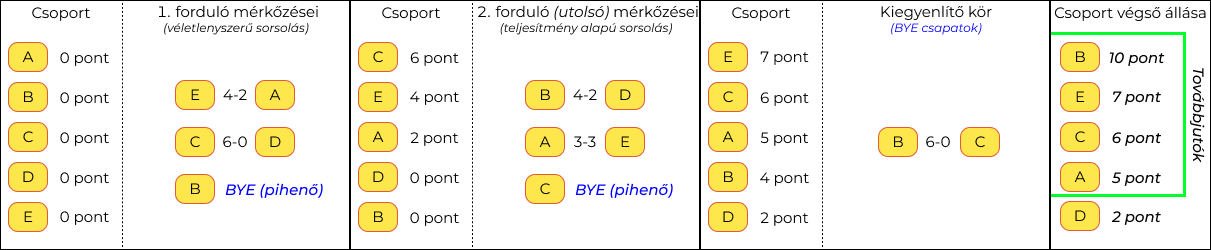 Csoport
A 0 pont
B 0 pont
C 0 pont
D 0 pont
E 0 pont
1. forduló mérkőzései
(véletlenyszerű sorsolás)
E 4-2 A
C 6-0 D
B BYE (pihenő)
Csoport
C 6 pont
E 4 pont
A 2 pont
D 0 pont
B 0 pont
2. forduló (utolsó) mérkőzései
(teljesítmény alapú sorsolás)
B 4-2 D
A 3-3 E
C BYE (pihenő)
Csoport
E 7 pont
C 6 pont
A 5 pont
B 4 pont
D 2 pont
Kiegyenlítő kör
(BYE csapatok)
B 6-0 C
Csoport végső állása
B 10 pont
E 7 pont
C 6 pont
A 5 pont
D 2 pont
Továbbjutók